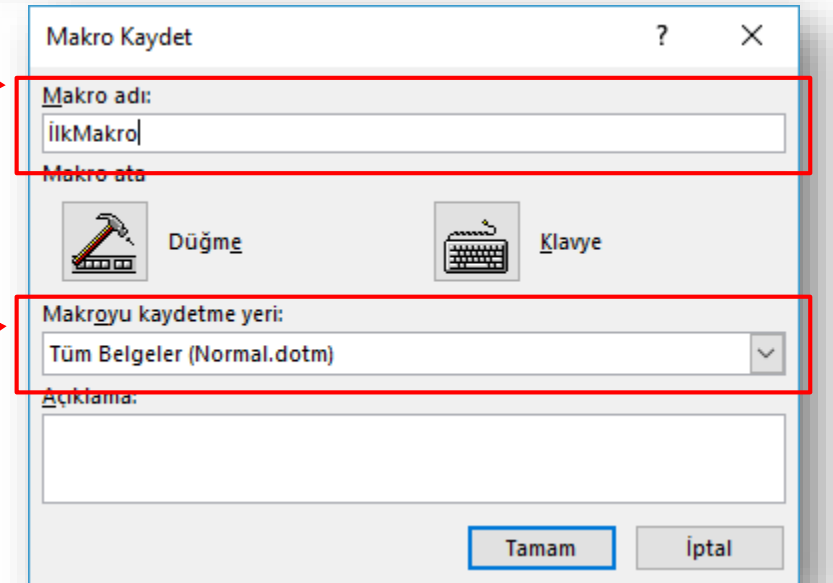 Makro Kaydet ?
Makro adı:
İlkMakro
Makro ata
Düğme Klavye
Makroyu kaydetme yeri:
Tüm Belgeler (Normal.dotm)
Açıklama:
Tamam İptal